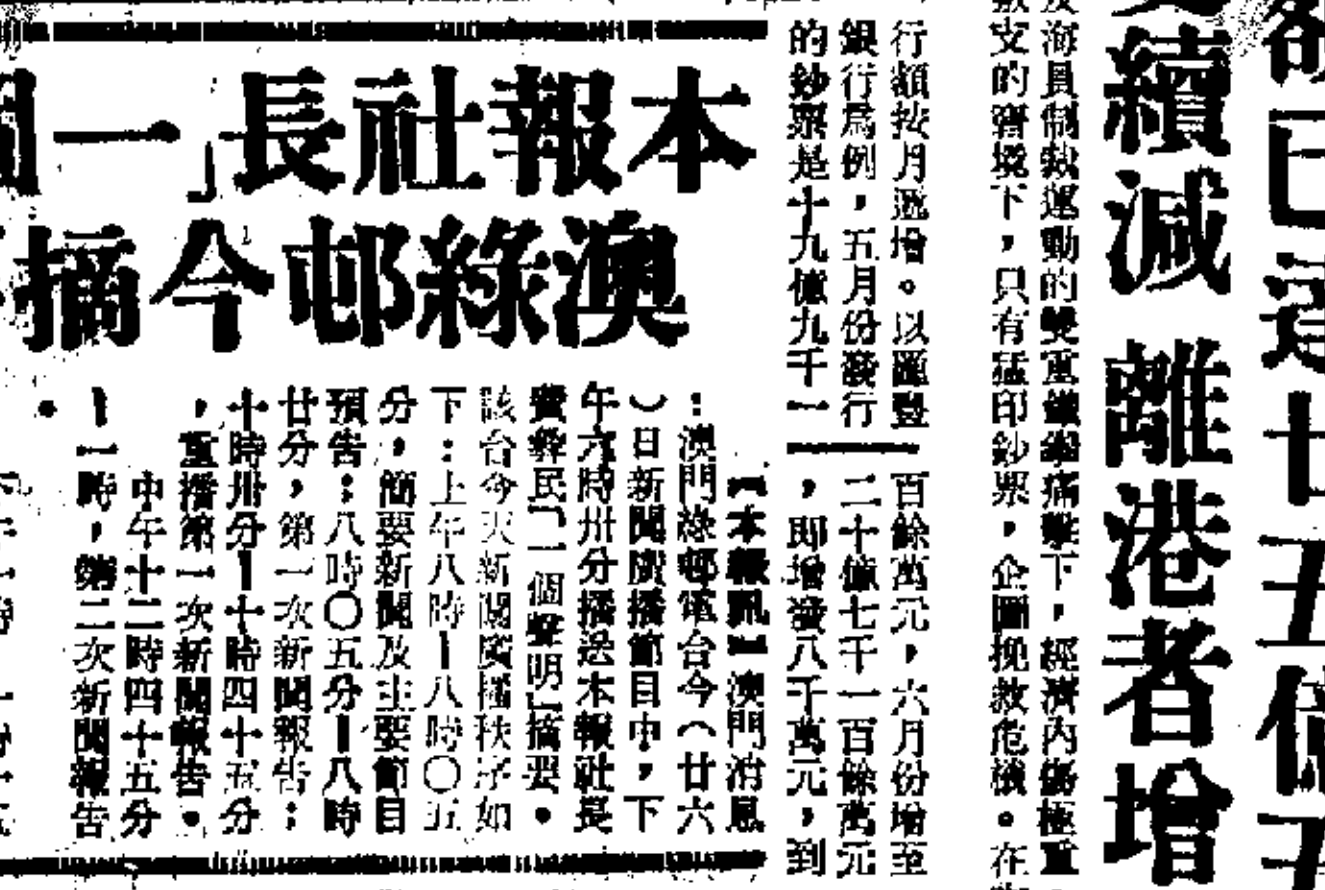 已達廿五億
續減 離港者增
海員制裁運動的雙重鐵拳痛擊下，經濟內傷極重
支的窘境下，只有猛印鈔票，企圖挽救危機。在
行額按月遞增。以匯豐
銀行爲例，五月份發行
的鈔票是十九億九千一
百餘萬元，六月份增至
二十億七千一百餘萬元
，即增發八千萬元，到
本報社長「一個
澳綠邨今摘
【本報訊】澳門消息
：澳門綠邨電台今（廿六
）日新聞廣播節目中，下
午六時卅分播送本報社長
費彝民「一個聲明」摘要。
該台今天新聞廣播秩序如
下：上午八時—八時〇五
分，簡要新聞及主要節目
預告：八時〇五分—八時
廿分，第一次新聞報告：
十時卅分—十時四十五分
，重播第一次新聞報告。
中午十二時四十五分
—一時，第二次新聞報告
。